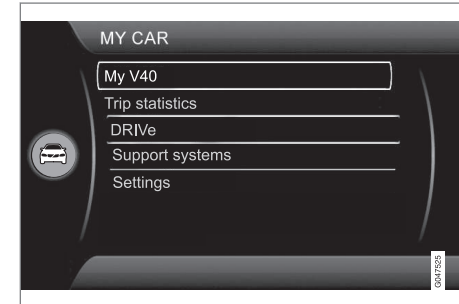 MY CAR
My V40
Trip statistics
DRIVe
Support systems
Settings
G047525